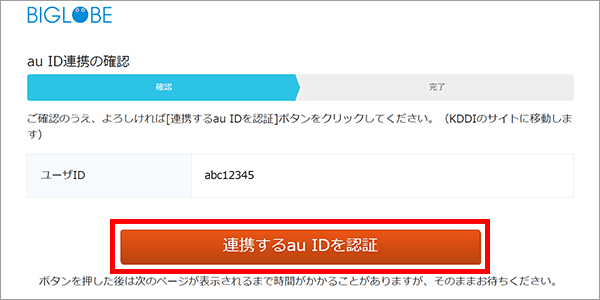 BIGLOBE
au ID連携の確認
確認
完了
ご確認のうえ、よろしければ[連携するau IDを認証]ボタンをクリックしてください。（KDDIのサイトに移動しま
す）
ユーザID abc12345
連携するau IDを認証
ボタンを押した後は次のページが表示されるまで時間がかかることがありますが、そのままお待ちください。